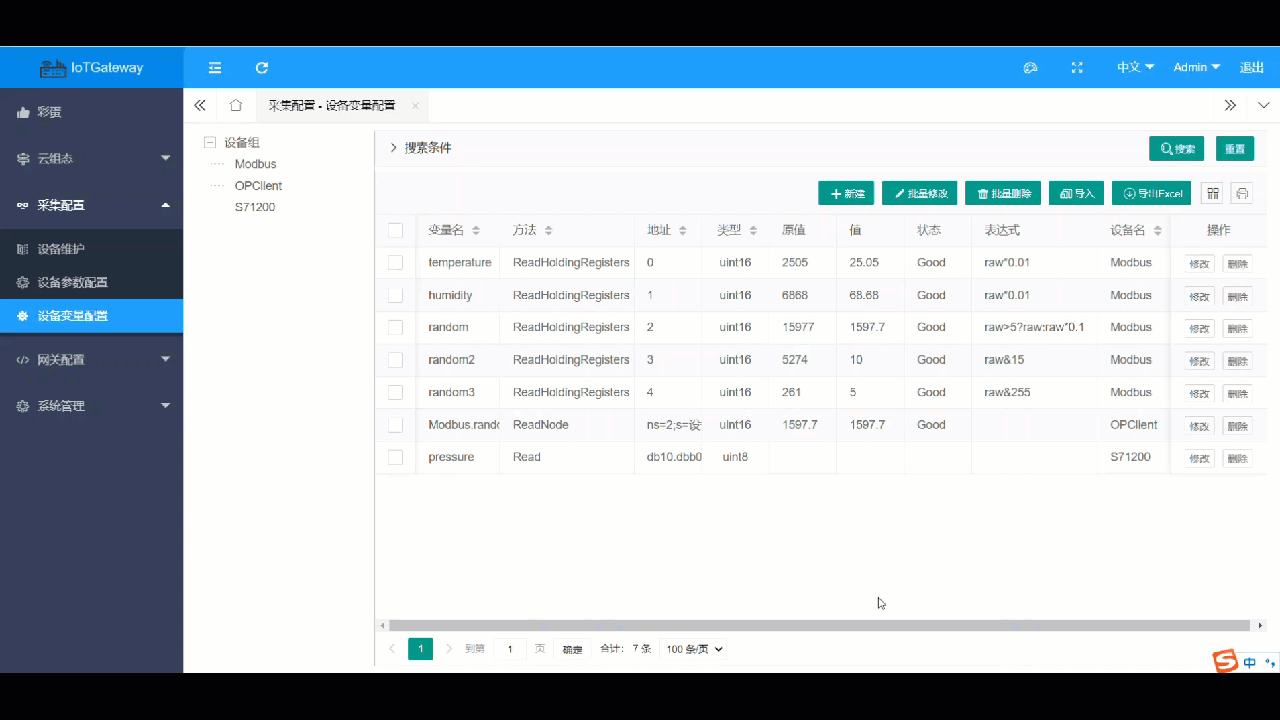 IoTGateway
中文 Admin 退出
彩蛋
云组态
采集配置
设备维护
设备参数配置
设备变量配置
网关配置
系统管理
采集配置 - 设备变量配置 ×
设备组
Modbus
OPClient
S71200
搜索条件
搜索 重置
新建 批量修改 批量删除 导入 导出Excel
变量名 方法 地址 类型 原值 值 状态 表达式 设备名 操作
temperature ReadHoldingRegisters 0 uint16 2505 25.05 Good raw*0.01 Modbus 修改 删除
humidity ReadHoldingRegisters 1 uint16 6868 68.68 Good raw*0.01 Modbus 修改 删除
random ReadHoldingRegisters 2 uint16 15977 1597.7 Good raw>5?raw:raw*0.1 Modbus 修改 删除
random2 ReadHoldingRegisters 3 uint16 5274 10 Good raw&15 Modbus 修改 删除
random3 ReadHoldingRegisters 4 uint16 261 5 Good raw&255 Modbus 修改 删除
Modbus.rando ReadNode ns=2;s=设 uint16 1597.7 1597.7 Good OPClient 修改 删除
pressure Read db10.dbb0 uint8 S71200 修改 删除
1 到第 1 页 确定 合计: 7 条 100 条/页
S 中